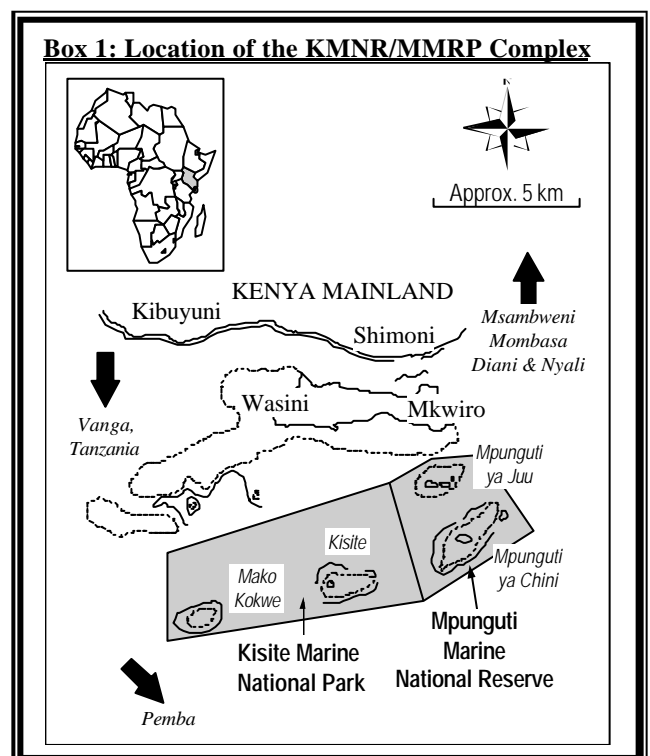 Box 1: Location of the KMNR/MMRP Complex
N
Approx. 5 km
KENYA MAINLAND
Kibuyuni
Shimoni
Msambweni
Mombasa
Diani & Nyali
Vanga,
Tanzania
Wasini
Mkwiro
Mpunguti
ya Juu
Kisite
Mako
Kokwe
Mpunguti
ya Chini
Kisite Marine
National Park
Mpunguti
Marine
National Reserve
Pemba